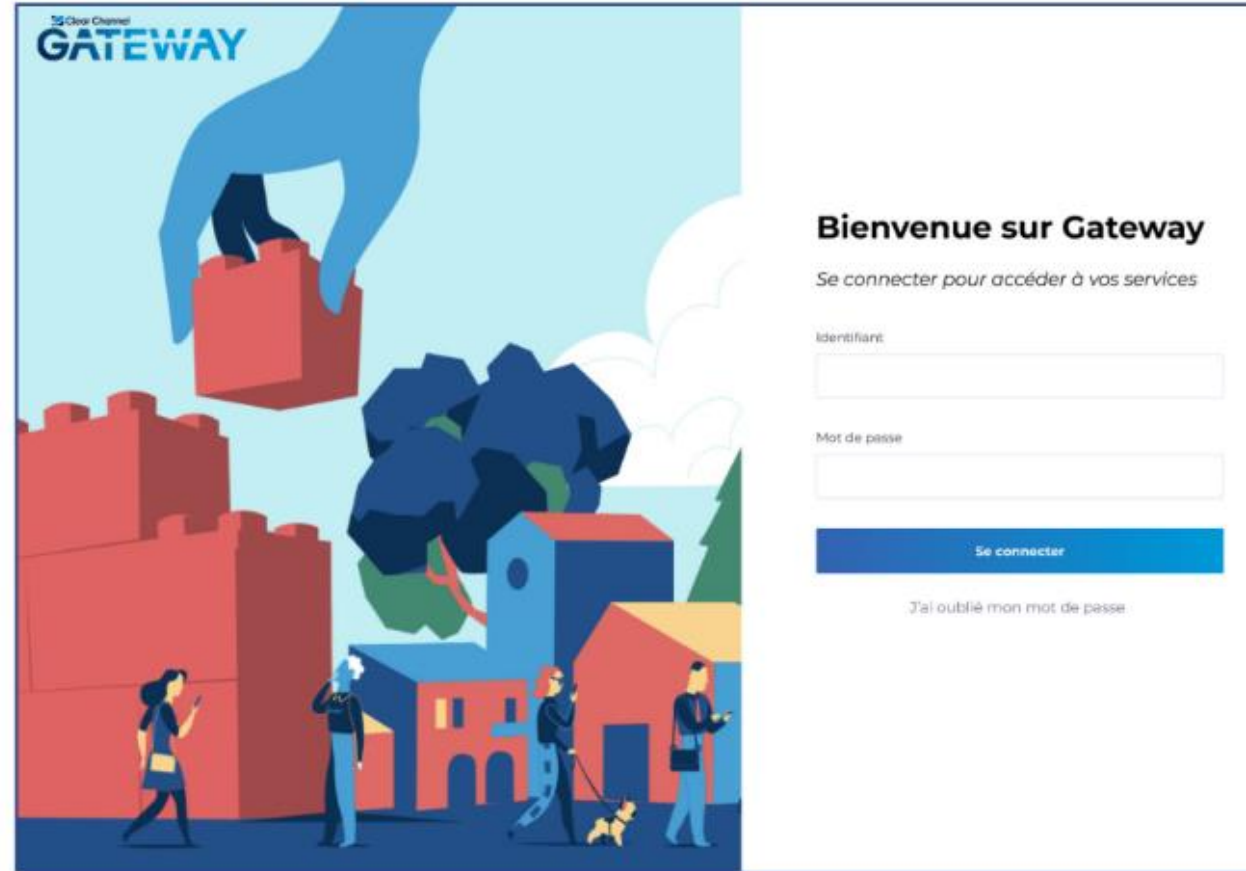 Clear Channel
GATEWAY
Bienvenue sur Gateway
Se connecter pour accéder à vos services
Identifiant
Mot de passe
Se connecter
J'ai oublié mon mot de passe